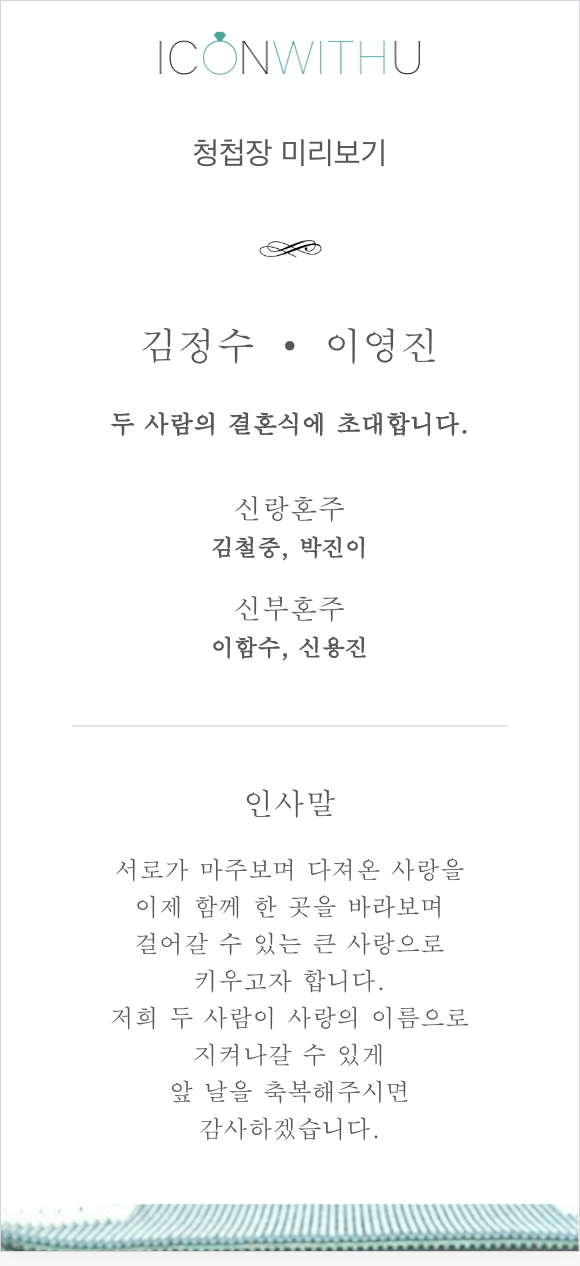 ICONWITHU
청첩장 미리보기
김정수 • 이영진
두 사람의 결혼식에 초대합니다.
신랑혼주
김철중, 박진이
신부혼주
이함수, 신용진
인사말
서로가 마주보며 다져온 사랑을
이제 함께 한 곳을 바라보며
걸어갈 수 있는 큰 사랑으로
키우고자 합니다.
저희 두 사람이 사랑의 이름으로
지켜나갈 수 있게
앞 날을 축복해주시면
감사하겠습니다.